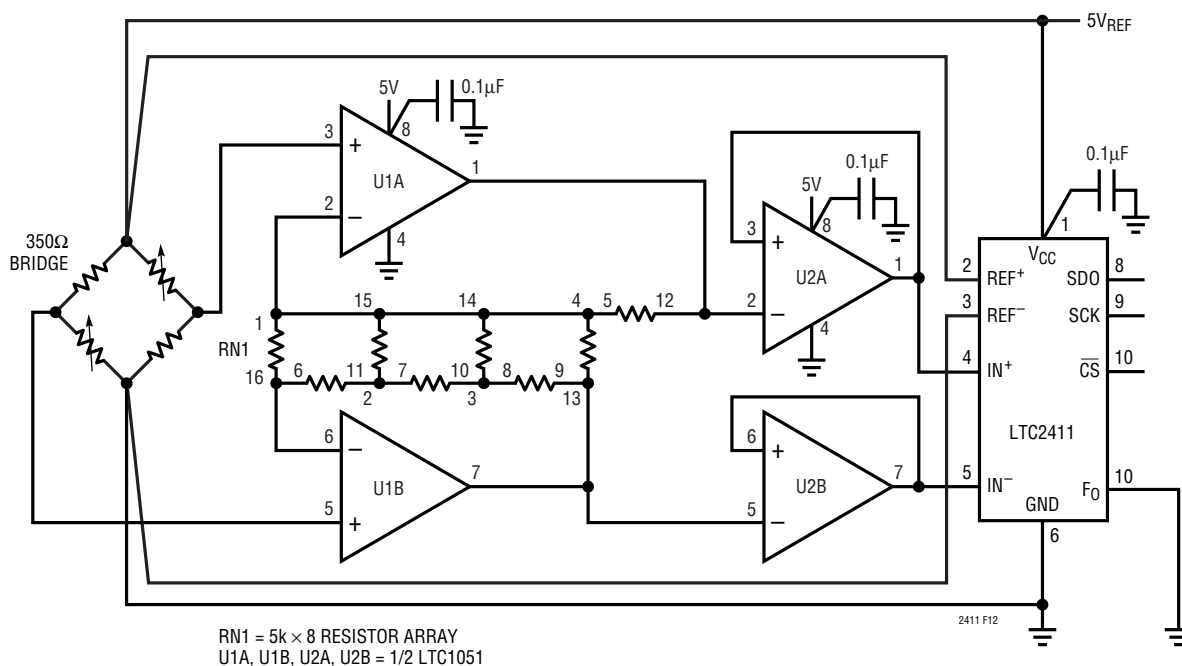 5VREF
5V
0.1µF
8
3
+
1
U1A
2
−
4
350Ω
BRIDGE
0.1µF
5V
8
3
+
1
U2A
2
−
4
0.1µF
1
VCC
2
REF+
SDO
8
3
REF−
SCK
9
4
IN+
CS
10
LTC2411
5
IN−
FO
10
GND
6
15
14
4
5
12
1
RN1
16
6
11
7
10
8
9
2
3
13
6
−
7
U1B
5
+
6
+
7
U2B
5
−
2411 F12
RN1 = 5k × 8 RESISTOR ARRAY
U1A, U1B, U2A, U2B = 1/2 LTC1051